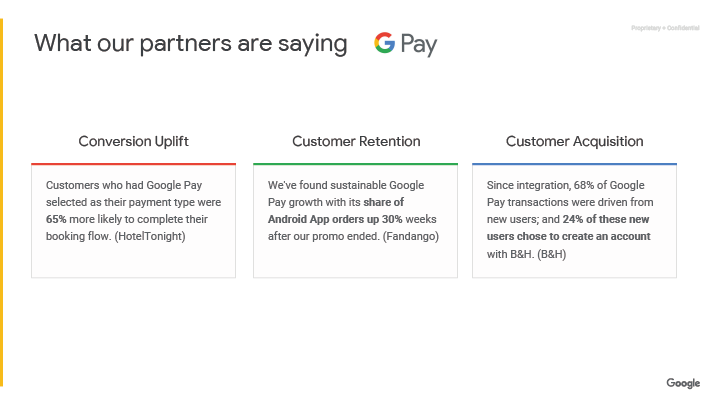 What our partners are saying
G Pay
Proprietary + Confidential
Conversion Uplift
Customers who had Google Pay
selected as their payment type were
65% more likely to complete their
booking flow. (HotelTonight)
Customer Retention
We've found sustainable Google
Pay growth with its share of
Android App orders up 30% weeks
after our promo ended. (Fandango)
Customer Acquisition
Since integration, 68% of Google
Pay transactions were driven from
new users; and 24% of these new
users chose to create an account
with B&H. (B&H)
Google